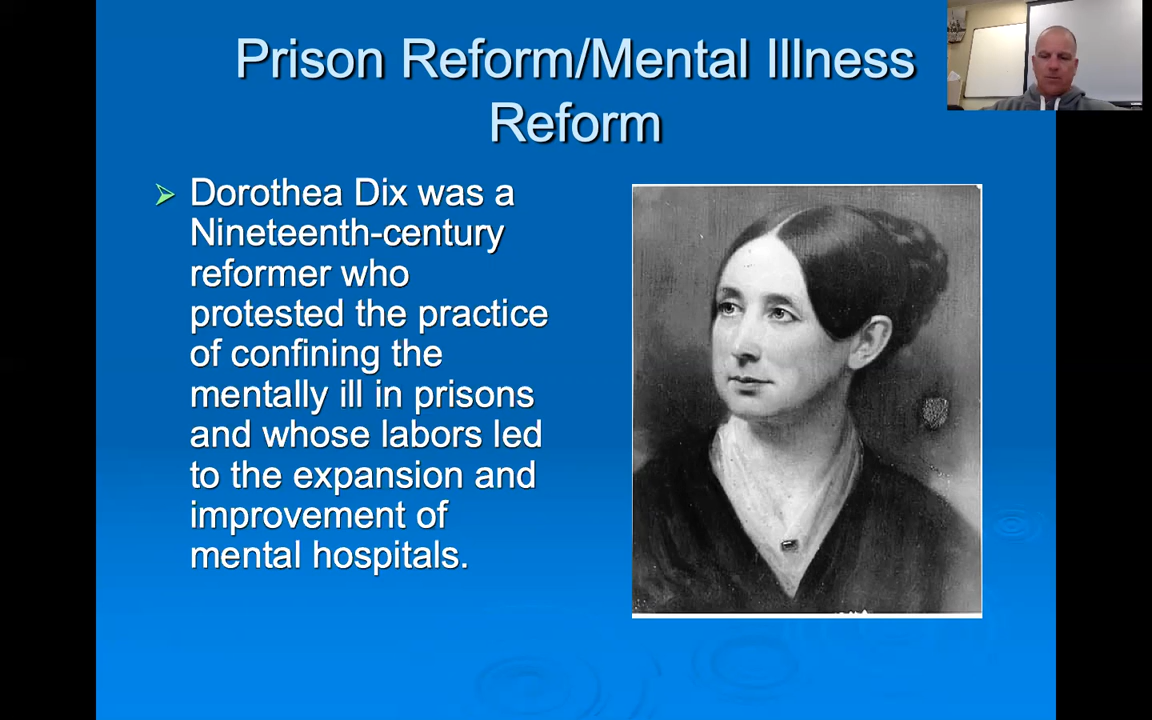 Prison Reform/Mental Illness
Reform
Dorothea Dix was a
Nineteenth-century
reformer who
protested the practice
of confining the
mentally ill in prisons
and whose labors led
to the expansion and
improvement of
mental hospitals.